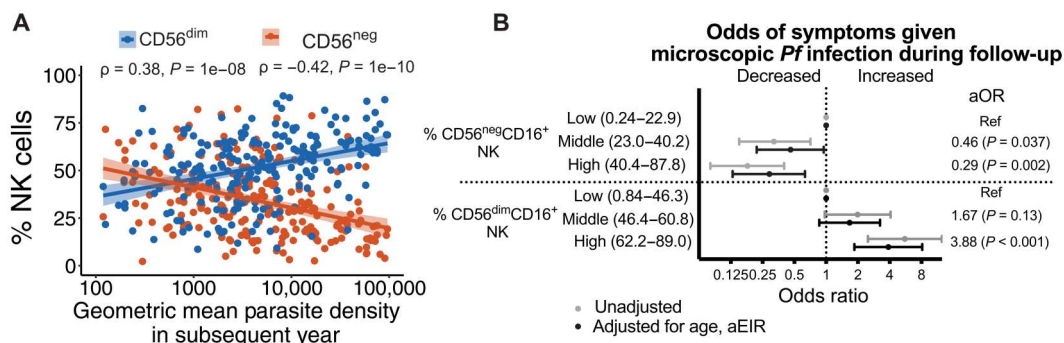 A
CD56dim
CD56neg
ρ = 0.38, P = 1e−08
ρ = −0.42, P = 1e−10
% NK cells
100
75
50
25
0
100
1000
10,000
100,000
Geometric mean parasite density
in subsequent year
B
Odds of symptoms given
microscopic Pf infection during follow-up
Decreased
Increased
aOR
% CD56negCD16+
NK
Low (0.24−22.9)
Ref
Middle (23.0−40.2)
0.46 (P = 0.037)
High (40.4−87.8)
0.29 (P = 0.002)
% CD56dimCD16+
NK
Low (0.84−46.3)
Ref
Middle (46.4−60.8)
1.67 (P = 0.13)
High (62.2−89.0)
3.88 (P < 0.001)
0.125
0.25
0.5
1
2
4
8
Odds ratio
Unadjusted
Adjusted for age, aEIR